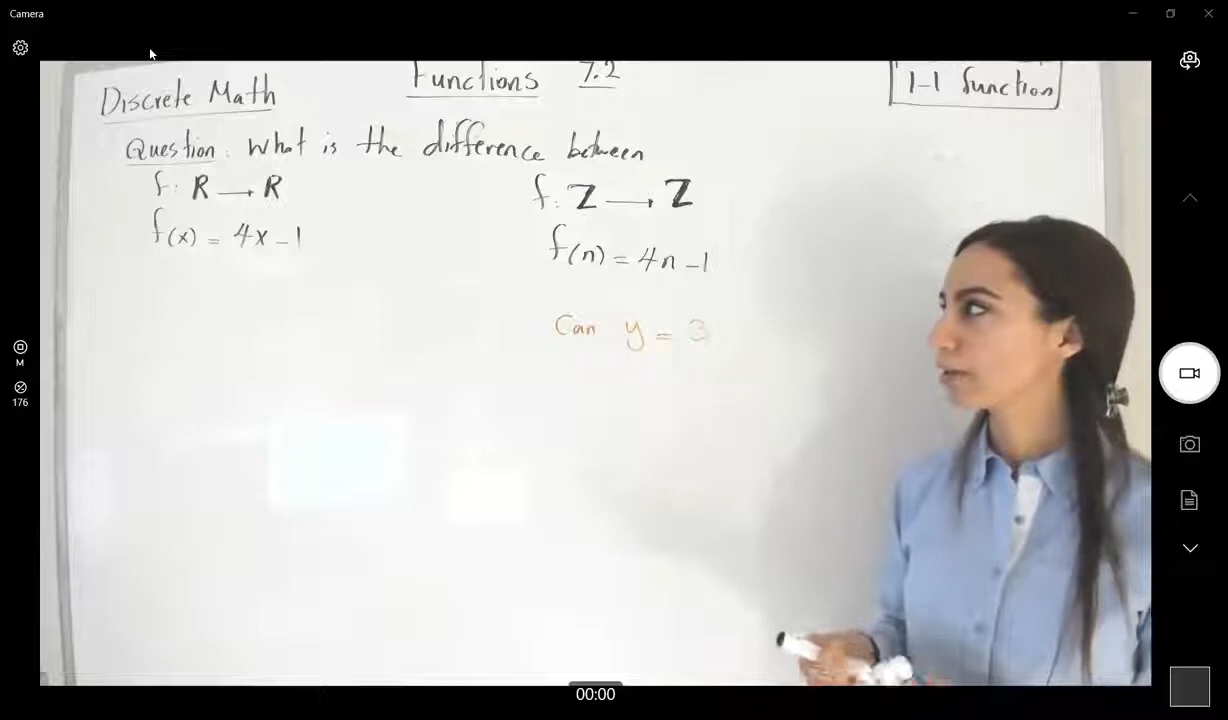 Camera
Discrete Math
Functions 7.2
1-1 function
Question: What is the difference between
f: R → R
f(x) = 4x - 1
f: Z → Z
f(n) = 4n - 1
Can y = 3
M
176
00:00